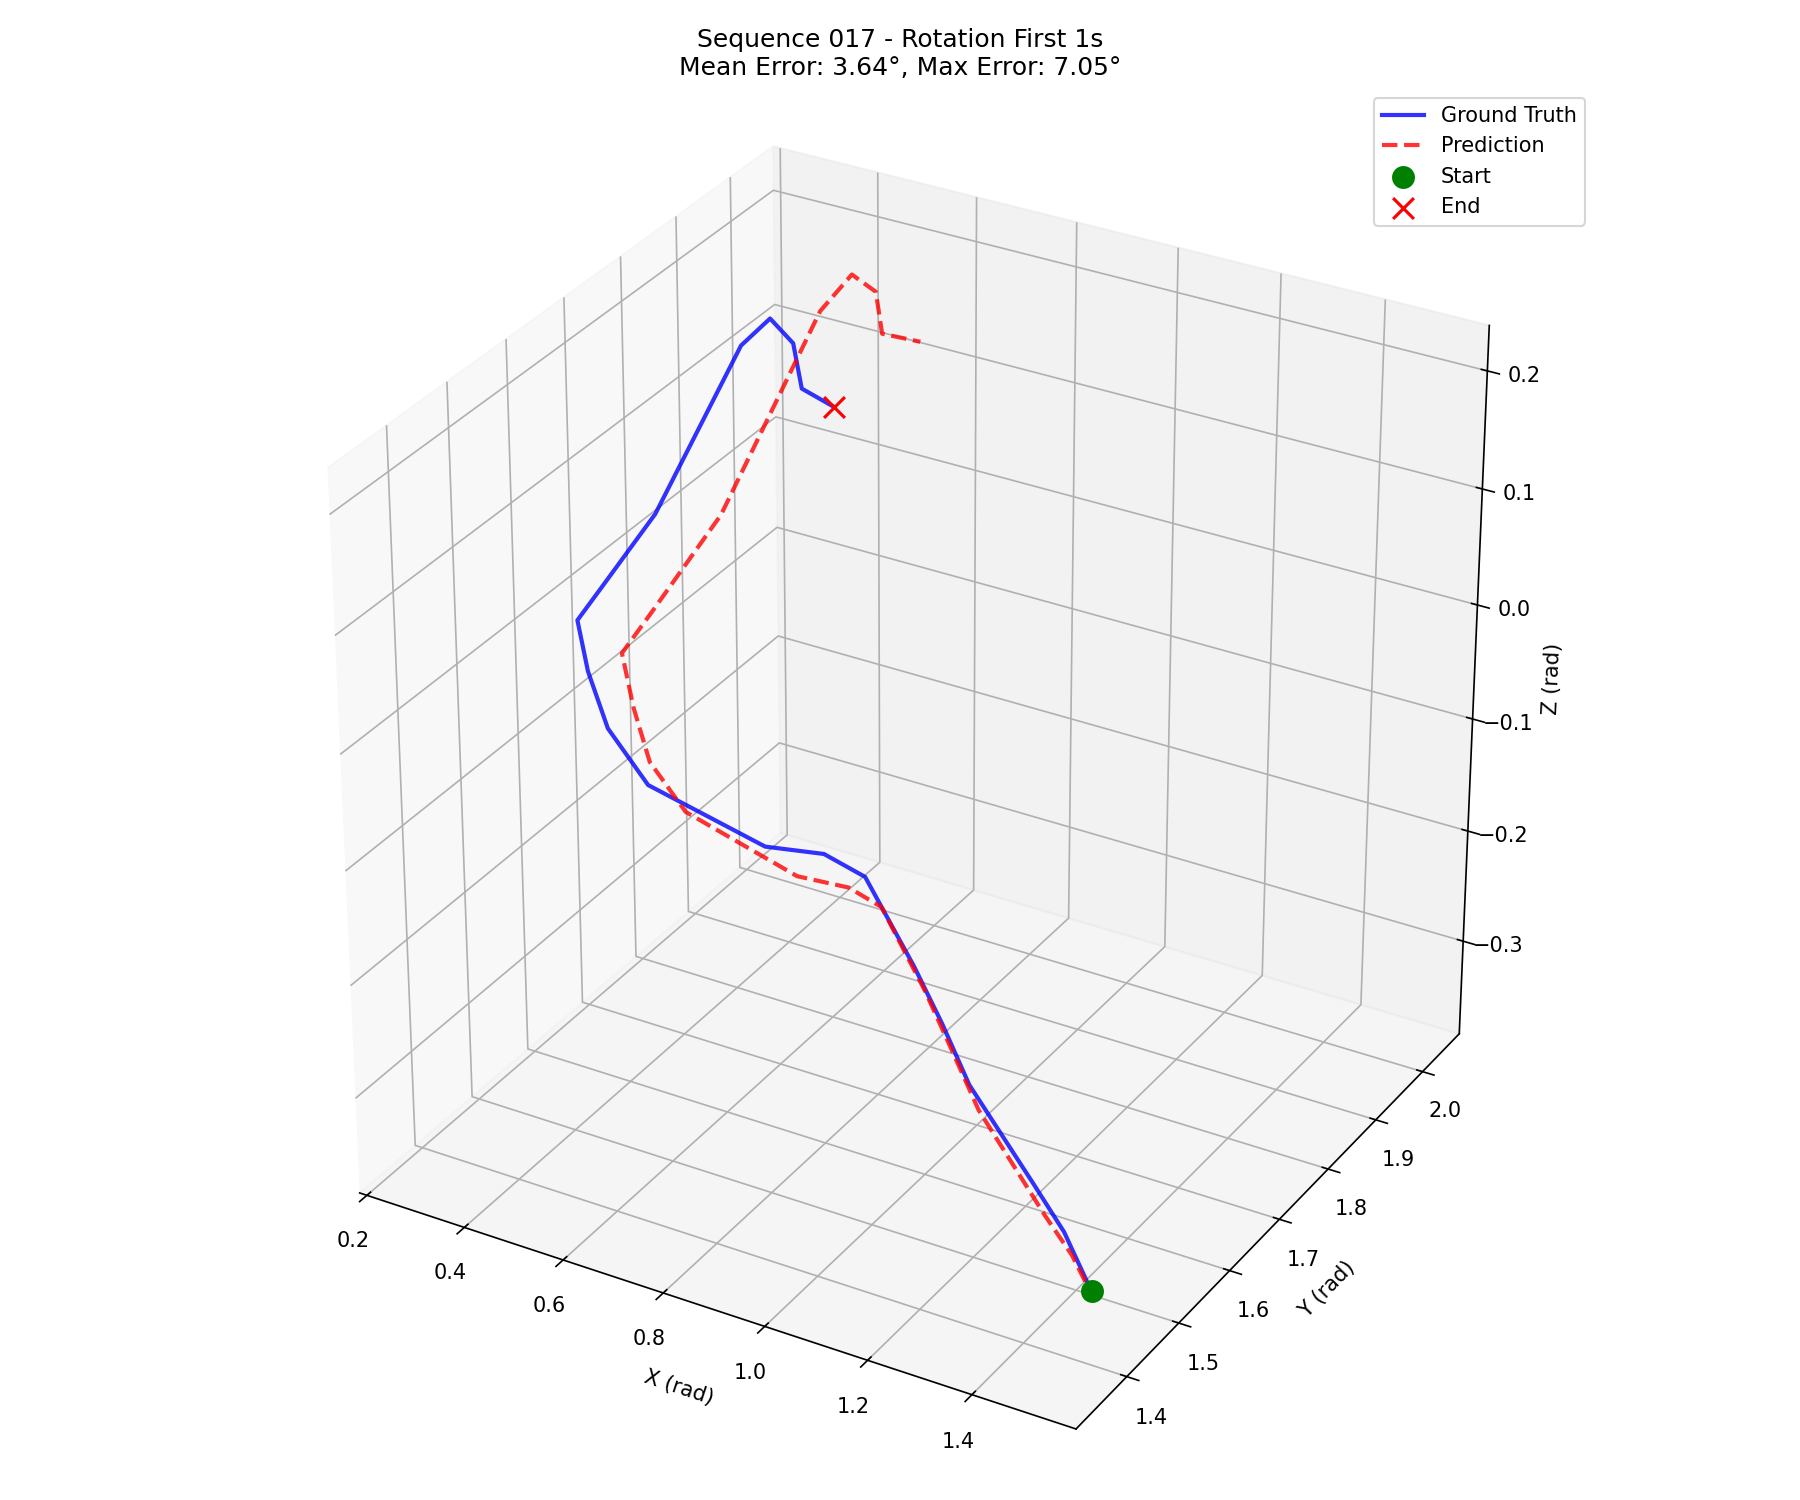 Sequence 017 - Rotation First 1s
Mean Error: 3.64°, Max Error: 7.05°
Ground Truth
Prediction
Start
End
0.2
0.1
0.0
−0.1
−0.2
−0.3
Z (rad)
2.0
1.9
1.8
1.7
1.6
1.5
1.4
Y (rad)
0.2
0.4
0.6
0.8
1.0
1.2
1.4
X (rad)